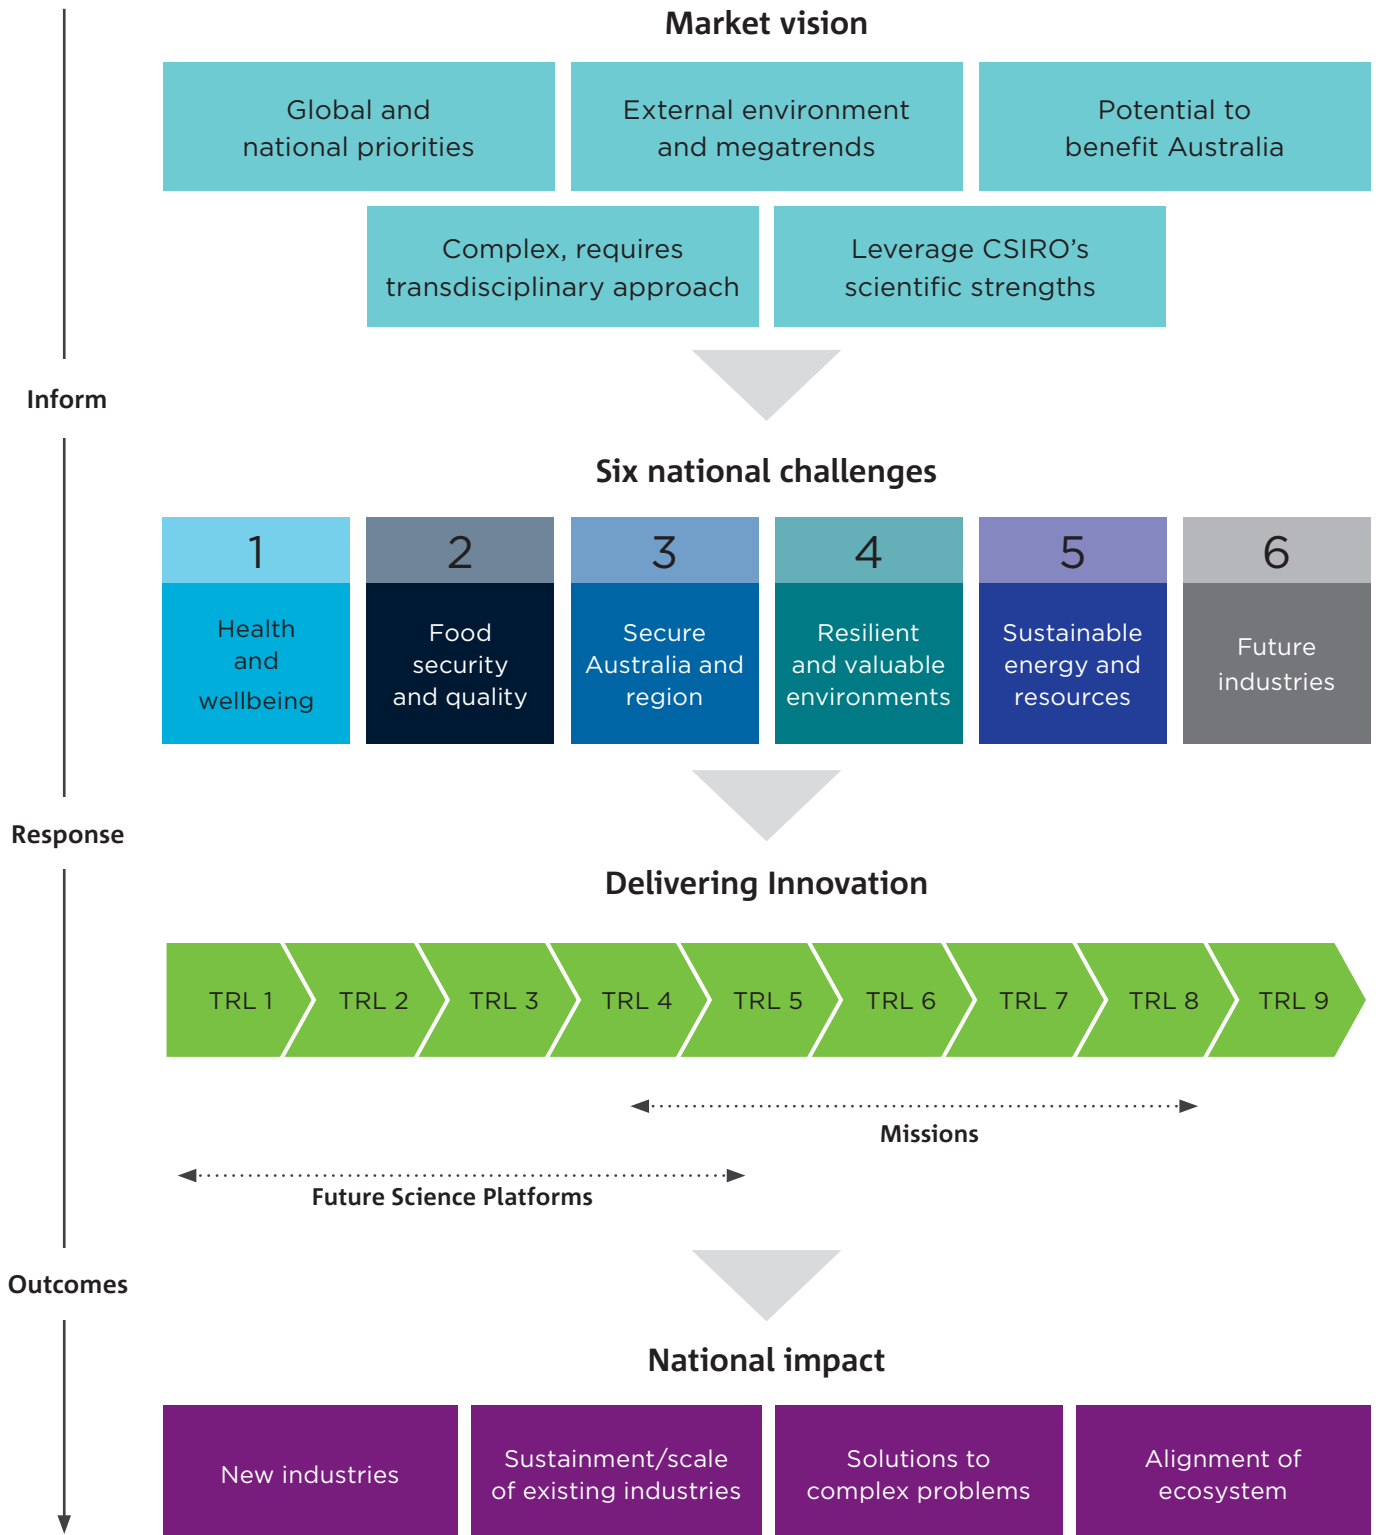 Market vision
Global and
national priorities
External environment
and megatrends
Potential to
benefit Australia
Complex, requires
transdisciplinary approach
Leverage CSIRO’s
scientific strengths
Inform
Six national challenges
1
Health
and
wellbeing
2
Food
security
and quality
3
Secure
Australia and
region
4
Resilient
and valuable
environments
5
Sustainable
energy and
resources
6
Future
industries
Response
Delivering Innovation
TRL 1
TRL 2
TRL 3
TRL 4
TRL 5
TRL 6
TRL 7
TRL 8
TRL 9
Missions
Future Science Platforms
Outcomes
National impact
New industries
Sustainment/scale
of existing industries
Solutions to
complex problems
Alignment of
ecosystem